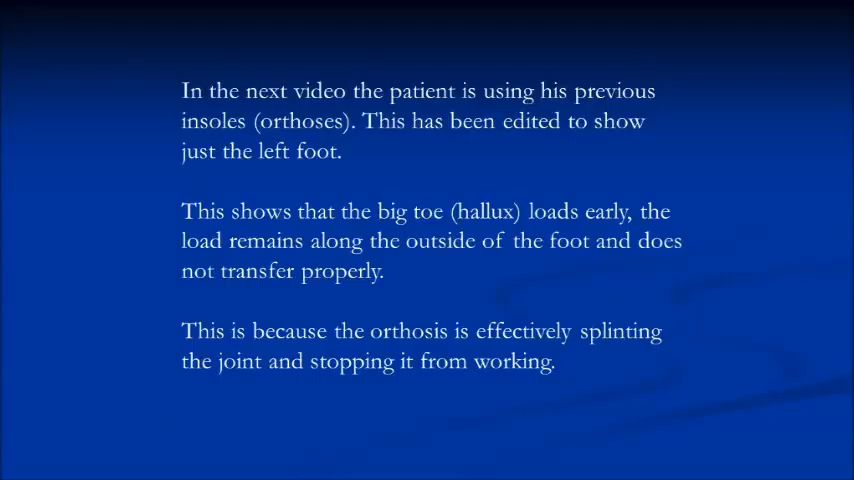 In the next video the patient is using his previous
insoles (orthoses). This has been edited to show
just the left foot.
This shows that the big toe (hallux) loads early, the
load remains along the outside of the foot and does
not transfer properly.
This is because the orthosis is effectively splinting
the joint and stopping it from working.